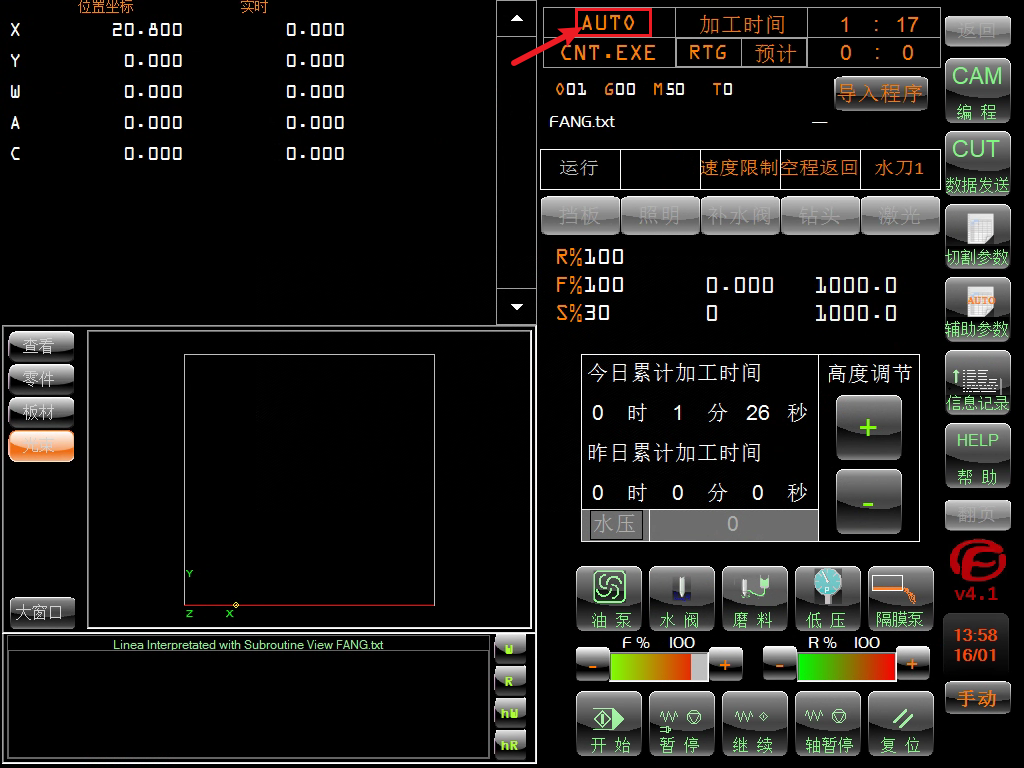 位置坐标 实时
X 20.800 0.000
Y 0.000 0.000
W 0.000 0.000
A 0.000 0.000
C 0.000 0.000
AUTO 加工时间 1 : 17
CNT.EXE RTG 预计 0 : 0
O01 G00 M50 T0 导入程序
FANG.txt
运行 速度限制 空程返回 水刀1
挡板 照明 补水阀 钻头 激光
R%100
F%100 0.000 1000.0
S%30 0 1000.0
今日累计加工时间
0 时 1 分 26 秒
昨日累计加工时间
0 时 0 分 0 秒
水压 0
高度调节
+
-
查看
零件
板材
光束
大窗口
Y
Z X
Linea Interpretated with Subroutine View FANG.txt
W
R
hW
hR
油泵 水阀 磨料 低压 隔膜泵
F % 100 R % 100
- + - +
开始 暂停 继续 轴暂停 复位
返回
CAM
编程
CUT
数据发送
切割参数
AUTO
辅助参数
信息记录
HELP
帮助
翻页
v4.1
13:58
16/01
手动